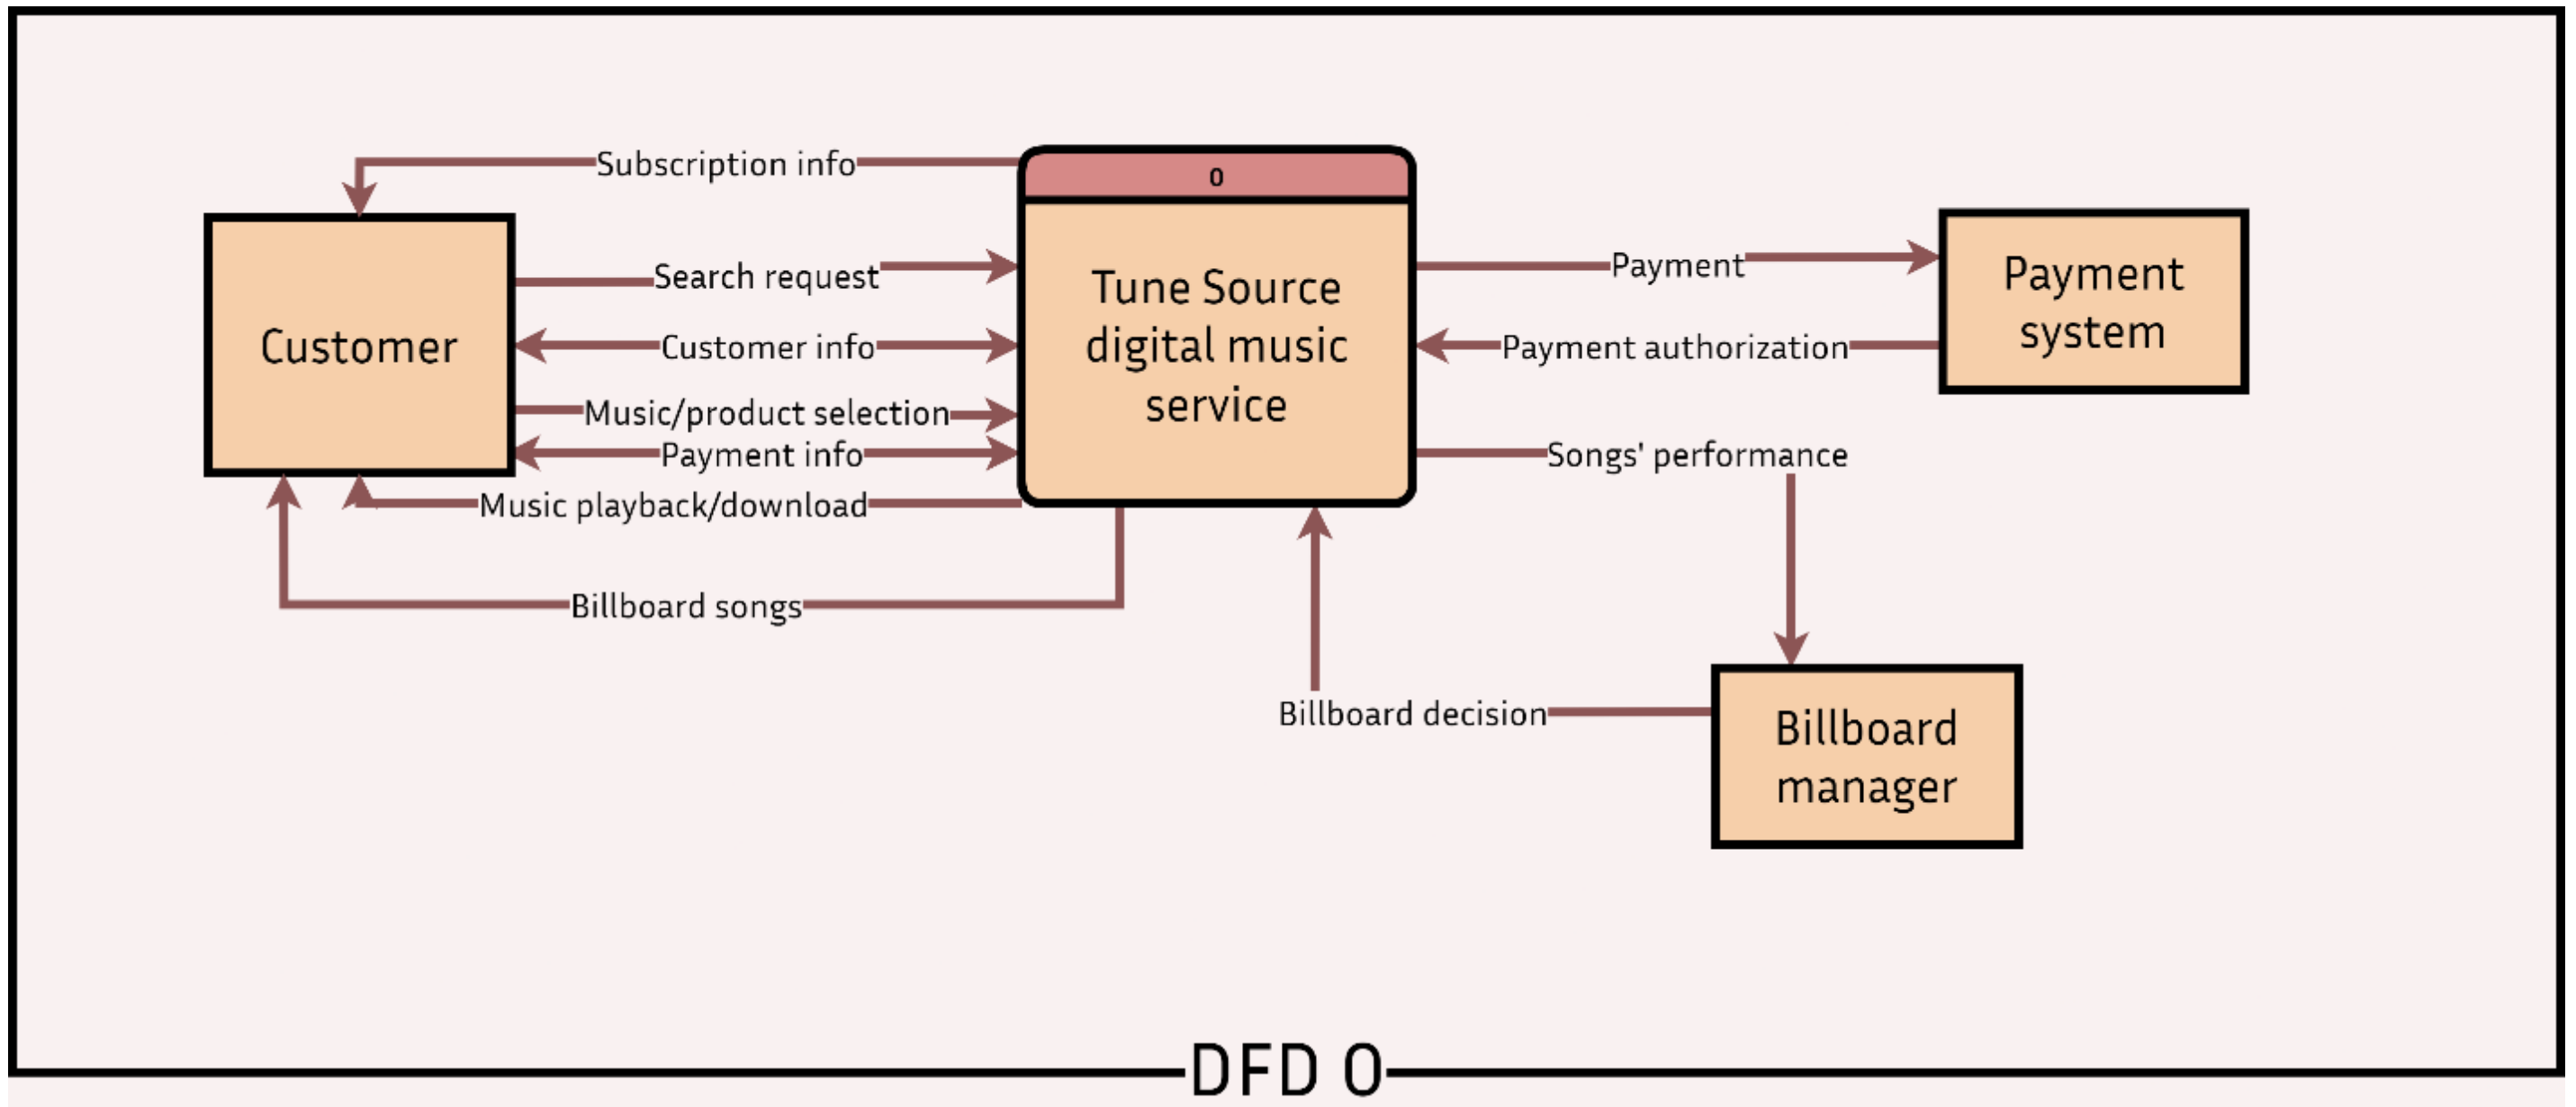 Subscription info
0
Search request
Customer
Customer info
Music/product selection
Payment info
Music playback/download
Billboard songs
Tune Source
digital music
service
Payment
Payment authorization
Payment
system
Songs' performance
Billboard decision
Billboard
manager
DFD 0